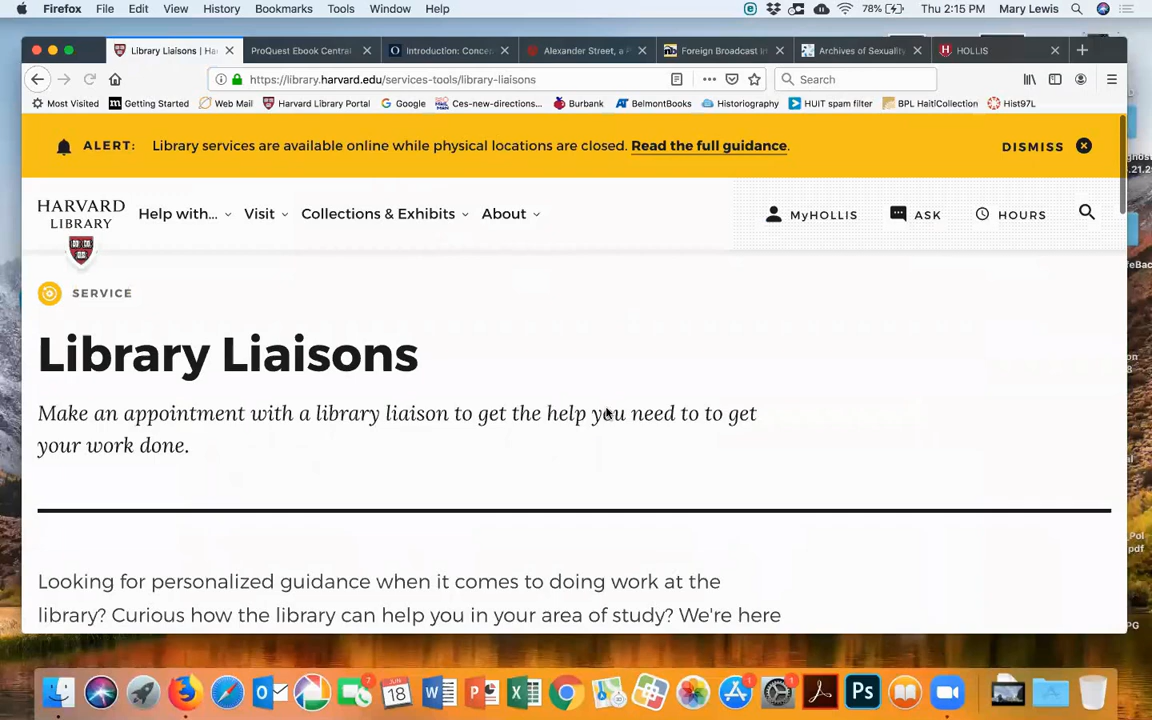 Firefox File Edit View History Bookmarks Tools Window Help 78% Thu 2:15 PM Mary Lewis
Library Liaisons | Ha ProQuest Ebook Central Introduction: Concer Alexander Street, a Foreign Broadcast In Archives of Sexuality HOLLIS
https://library.harvard.edu/services-tools/library-liaisons Search
Most Visited Getting Started Web Mail Harvard Library Portal Google Ces-new-directions... Burbank BelmontBooks Historiography HUIT spam filter BPL HaitiCollection Hist97L
ALERT: Library services are available online while physical locations are closed. Read the full guidance. DISMISS
HARVARD
LIBRARY
Help with... Visit Collections & Exhibits About MyHOLLIS ASK HOURS
SERVICE
Library Liaisons
Make an appointment with a library liaison to get the help you need to to get
your work done.
Looking for personalized guidance when it comes to doing work at the
library? Curious how the library can help you in your area of study? We're here
7 JUN 18 1 1